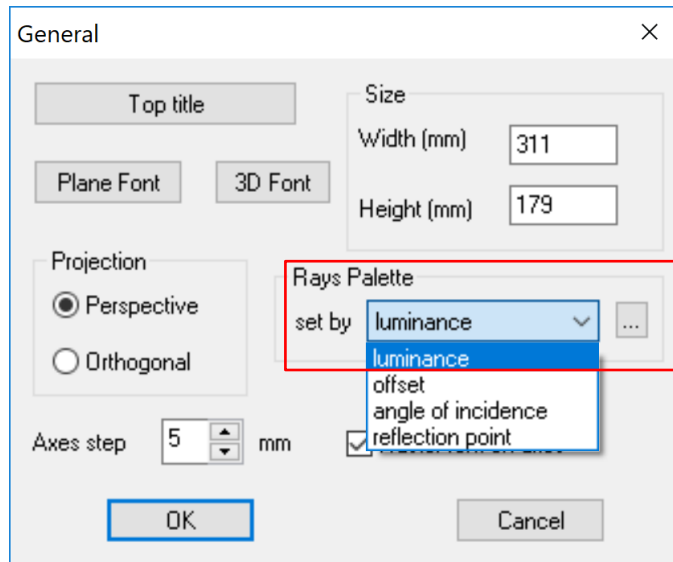 General
Top title
Size
Width (mm)
311
Plane Font
3D Font
Height (mm)
179
Projection
Perspective
Orthogonal
Rays Palette
set by
luminance
...
luminance
offset
angle of incidence
reflection point
Axes step
5
mm
OK
Cancel